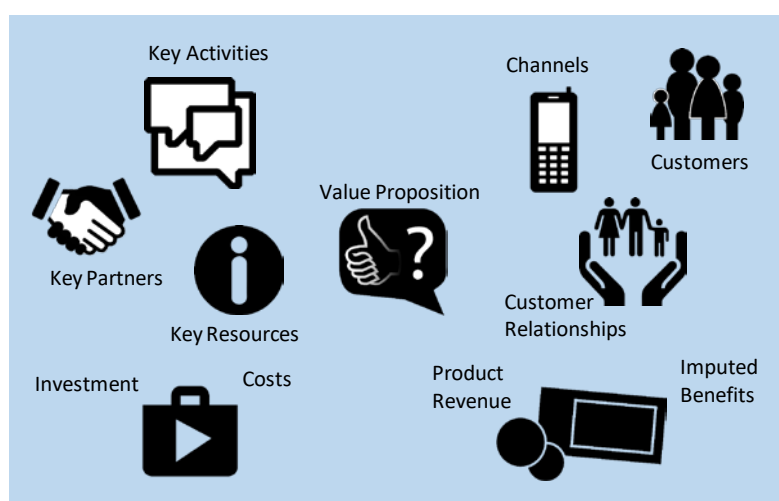 Key Activities
Channels
Customers
Value Proposition
?
Key Partners
i
Key Resources
Customer
Relationships
Investment
Costs
Product
Revenue
Imputed
Benefits